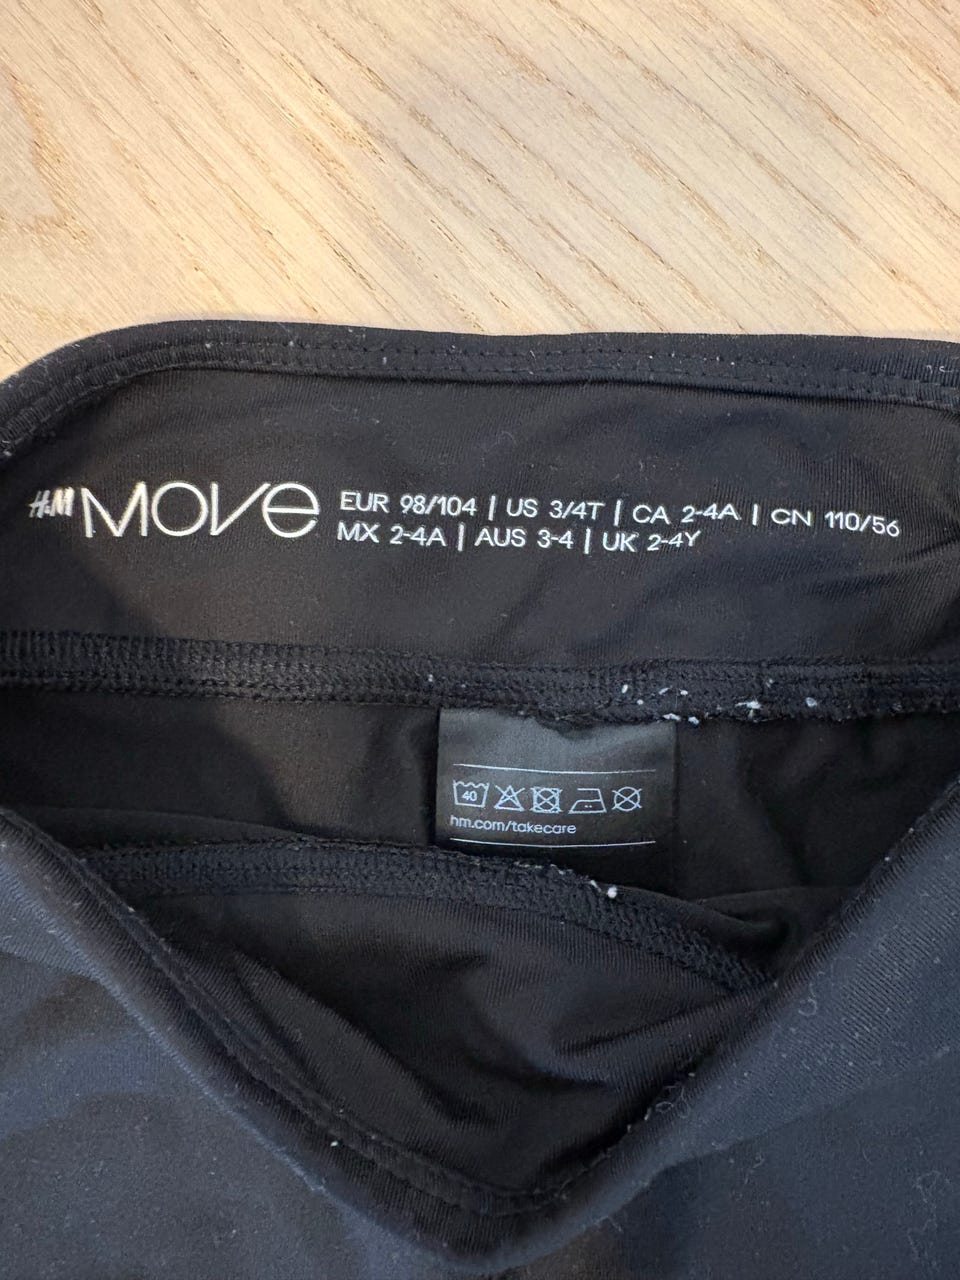 H&M MOVE EUR 98/104 | US 3/4T | CA 2-4A | CN 110/56
MX 2-4A | AUS 3-4 | UK 2-4Y
40
hm.com/takecare